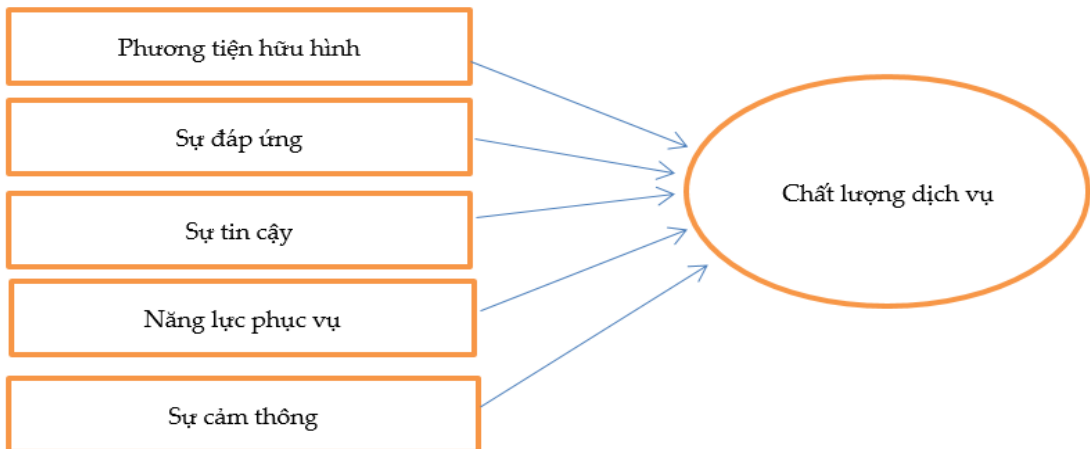 Phương tiện hữu hình
Sự đáp ứng
Sự tin cậy
Năng lực phục vụ
Sự cảm thông
Chất lượng dịch vụ